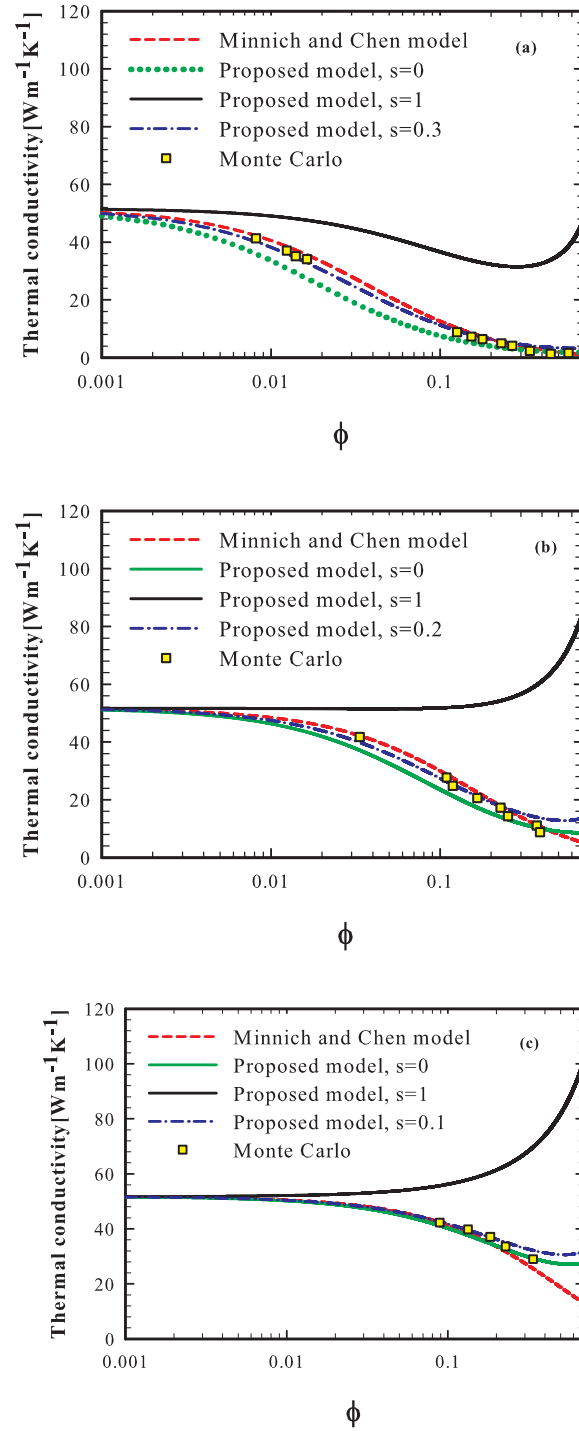 120
100
80
60
40
20
0
Thermal conductivity[Wm⁻¹K⁻¹]
Minnich and Chen model
Proposed model, s=0
Proposed model, s=1
Proposed model, s=0.3
Monte Carlo
(a)
0.001
0.01
0.1
ϕ
120
100
80
60
40
20
0
Thermal conductivity[Wm⁻¹K⁻¹]
Minnich and Chen model
Proposed model, s=0
Proposed model, s=1
Proposed model, s=0.2
Monte Carlo
(b)
0.001
0.01
0.1
ϕ
120
100
80
60
40
20
0
Thermal conductivity[Wm⁻¹K⁻¹]
Minnich and Chen model
Proposed model, s=0
Proposed model, s=1
Proposed model, s=0.1
Monte Carlo
(c)
0.001
0.01
0.1
ϕ